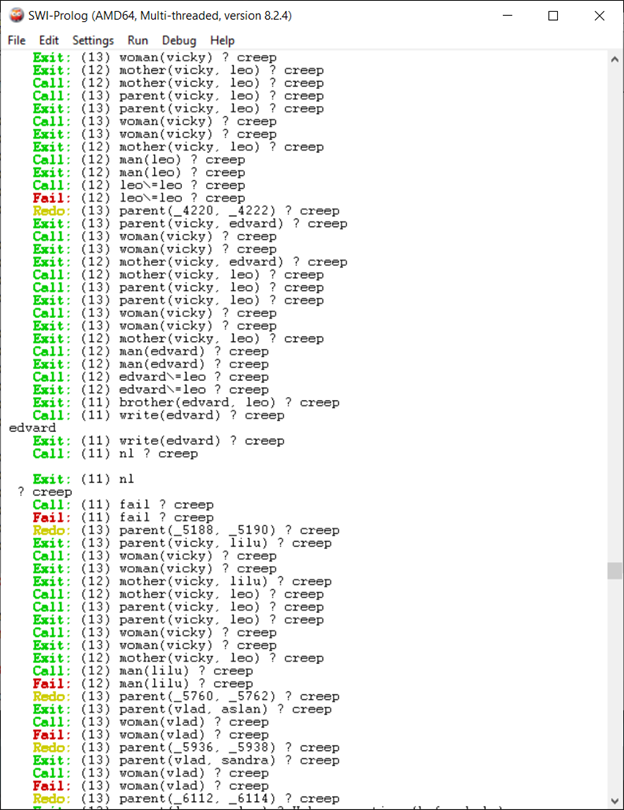 SWI-Prolog (AMD64, Multi-threaded, version 8.2.4)
File Edit Settings Run Debug Help
Exit: (13) woman(vicky) ? creep
Exit: (12) mother(vicky, leo) ? creep
Call: (12) mother(vicky, leo) ? creep
Call: (13) parent(vicky, leo) ? creep
Exit: (13) parent(vicky, leo) ? creep
Call: (13) woman(vicky) ? creep
Exit: (13) woman(vicky) ? creep
Exit: (12) mother(vicky, leo) ? creep
Call: (12) man(leo) ? creep
Exit: (12) man(leo) ? creep
Call: (12) leo\=leo ? creep
Fail: (12) leo\=leo ? creep
Redo: (13) parent(_4220, _4222) ? creep
Exit: (13) parent(vicky, edvard) ? creep
Call: (13) woman(vicky) ? creep
Exit: (13) woman(vicky) ? creep
Exit: (12) mother(vicky, edvard) ? creep
Call: (12) mother(vicky, leo) ? creep
Call: (13) parent(vicky, leo) ? creep
Exit: (13) parent(vicky, leo) ? creep
Call: (13) woman(vicky) ? creep
Exit: (13) woman(vicky) ? creep
Exit: (12) mother(vicky, leo) ? creep
Call: (12) man(edvard) ? creep
Exit: (12) man(edvard) ? creep
Call: (12) edvard\=leo ? creep
Exit: (12) edvard\=leo ? creep
Exit: (11) brother(edvard, leo) ? creep
Call: (11) write(edvard) ? creep
edvard
Exit: (11) write(edvard) ? creep
Call: (11) nl ? creep
Exit: (11) nl
? creep
Call: (11) fail ? creep
Fail: (11) fail ? creep
Redo: (13) parent(_5188, _5190) ? creep
Exit: (13) parent(vicky, lilu) ? creep
Call: (13) woman(vicky) ? creep
Exit: (13) woman(vicky) ? creep
Exit: (12) mother(vicky, lilu) ? creep
Call: (12) mother(vicky, leo) ? creep
Call: (13) parent(vicky, leo) ? creep
Exit: (13) parent(vicky, leo) ? creep
Call: (13) woman(vicky) ? creep
Exit: (13) woman(vicky) ? creep
Exit: (12) mother(vicky, leo) ? creep
Call: (12) man(lilu) ? creep
Fail: (12) man(lilu) ? creep
Redo: (13) parent(_5760, _5762) ? creep
Exit: (13) parent(vlad, aslan) ? creep
Call: (13) woman(vlad) ? creep
Fail: (13) woman(vlad) ? creep
Redo: (13) parent(_5936, _5938) ? creep
Exit: (13) parent(vlad, sandra) ? creep
Call: (13) woman(vlad) ? creep
Fail: (13) woman(vlad) ? creep
Redo: (13) parent(_6112, _6114) ? creep